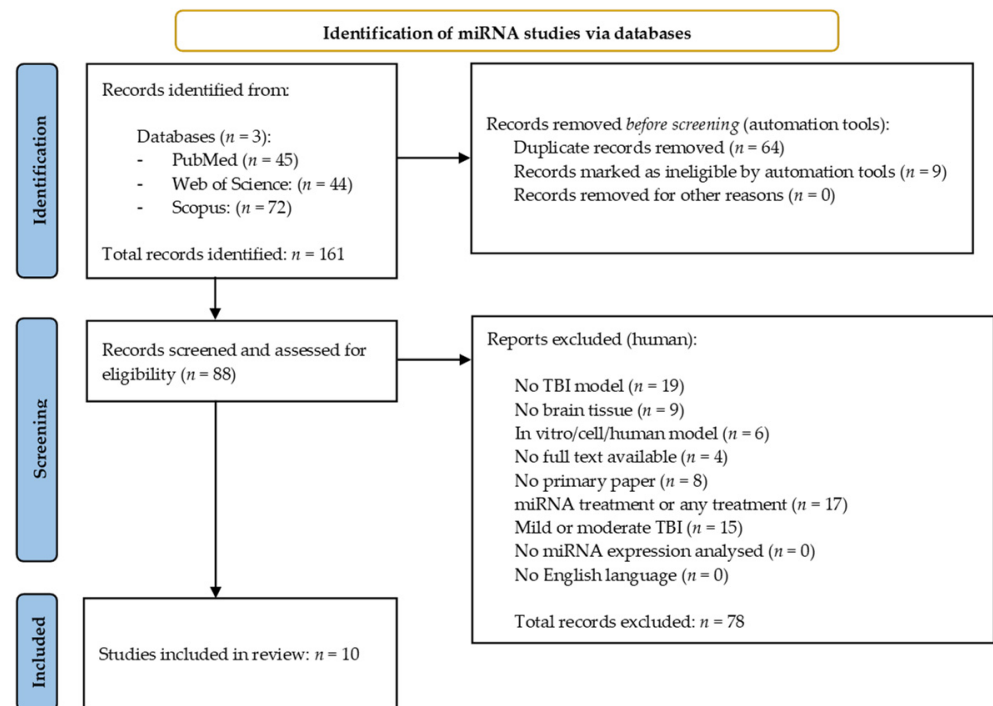 Identification of miRNA studies via databases
Identification
Records identified from:
Databases (n = 3):
- PubMed (n = 45)
- Web of Science: (n = 44)
- Scopus: (n = 72)
Total records identified: n = 161
Records removed before screening (automation tools):
Duplicate records removed (n = 64)
Records marked as ineligible by automation tools (n = 9)
Records removed for other reasons (n = 0)
Screening
Records screened and assessed for
eligibility (n = 88)
Reports excluded (human):
No TBI model (n = 19)
No brain tissue (n = 9)
In vitro/cell/human model (n = 6)
No full text available (n = 4)
No primary paper (n = 8)
miRNA treatment or any treatment (n = 17)
Mild or moderate TBI (n = 15)
No miRNA expression analysed (n = 0)
No English language (n = 0)
Total records excluded: n = 78
Included
Studies included in review: n = 10